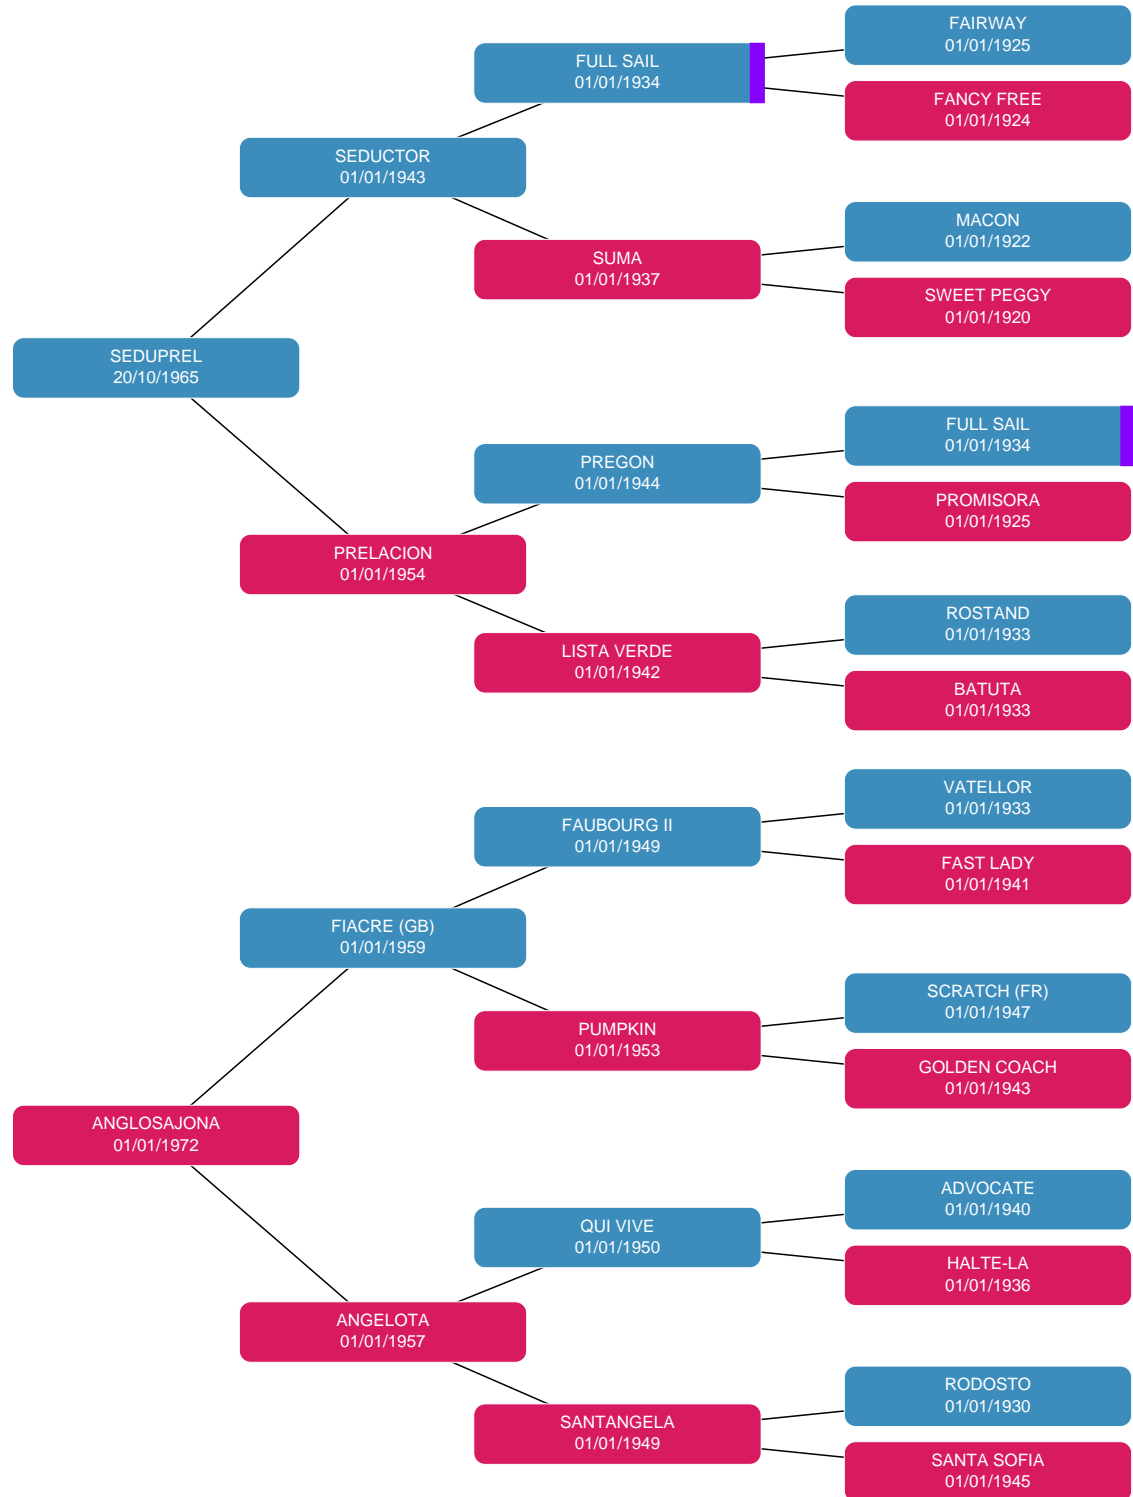 FAIRWAY
01/01/1925
FULL SAIL
01/01/1934
FANCY FREE
01/01/1924
SEDUCTOR
01/01/1943
MACON
01/01/1922
SUMA
01/01/1937
SWEET PEGGY
01/01/1920
SEDUPREL
20/10/1965
FULL SAIL
01/01/1934
PREGON
01/01/1944
PROMISORA
01/01/1925
PRELACION
01/01/1954
ROSTAND
01/01/1933
LISTA VERDE
01/01/1942
BATUTA
01/01/1933
VATELLOR
01/01/1933
FAUBOURG II
01/01/1949
FAST LADY
01/01/1941
FIACRE (GB)
01/01/1959
SCRATCH (FR)
01/01/1947
PUMPKIN
01/01/1953
GOLDEN COACH
01/01/1943
ANGLOSAJONA
01/01/1972
ADVOCATE
01/01/1940
QUI VIVE
01/01/1950
HALTE-LA
01/01/1936
ANGELOTA
01/01/1957
RODOSTO
01/01/1930
SANTANGELA
01/01/1949
SANTA SOFIA
01/01/1945